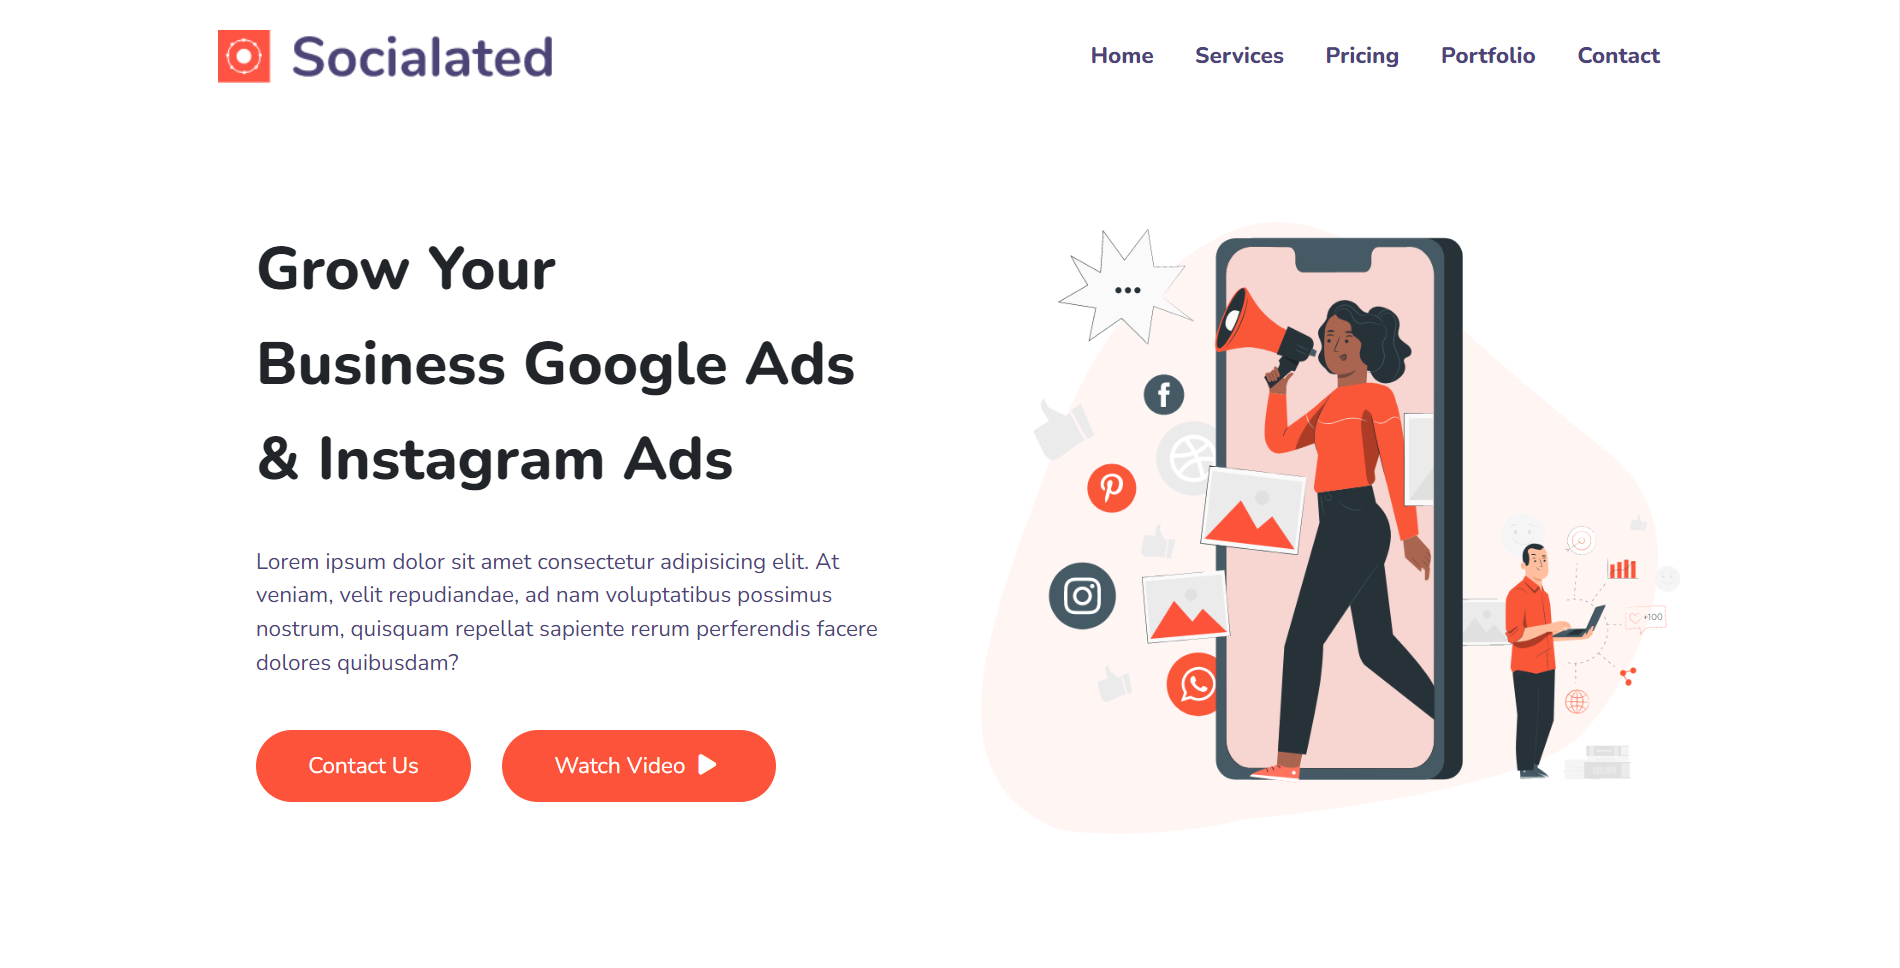 Socialated
Home Services Pricing Portfolio Contact
Grow Your
Business Google Ads
& Instagram Ads
Lorem ipsum dolor sit amet consectetur adipisicing elit. At
veniam, velit repudiandae, ad nam voluptatibus possimus
nostrum, quisquam repellat sapiente rerum perferendis facere
dolores quibusdam?
Contact Us
Watch Video
+100